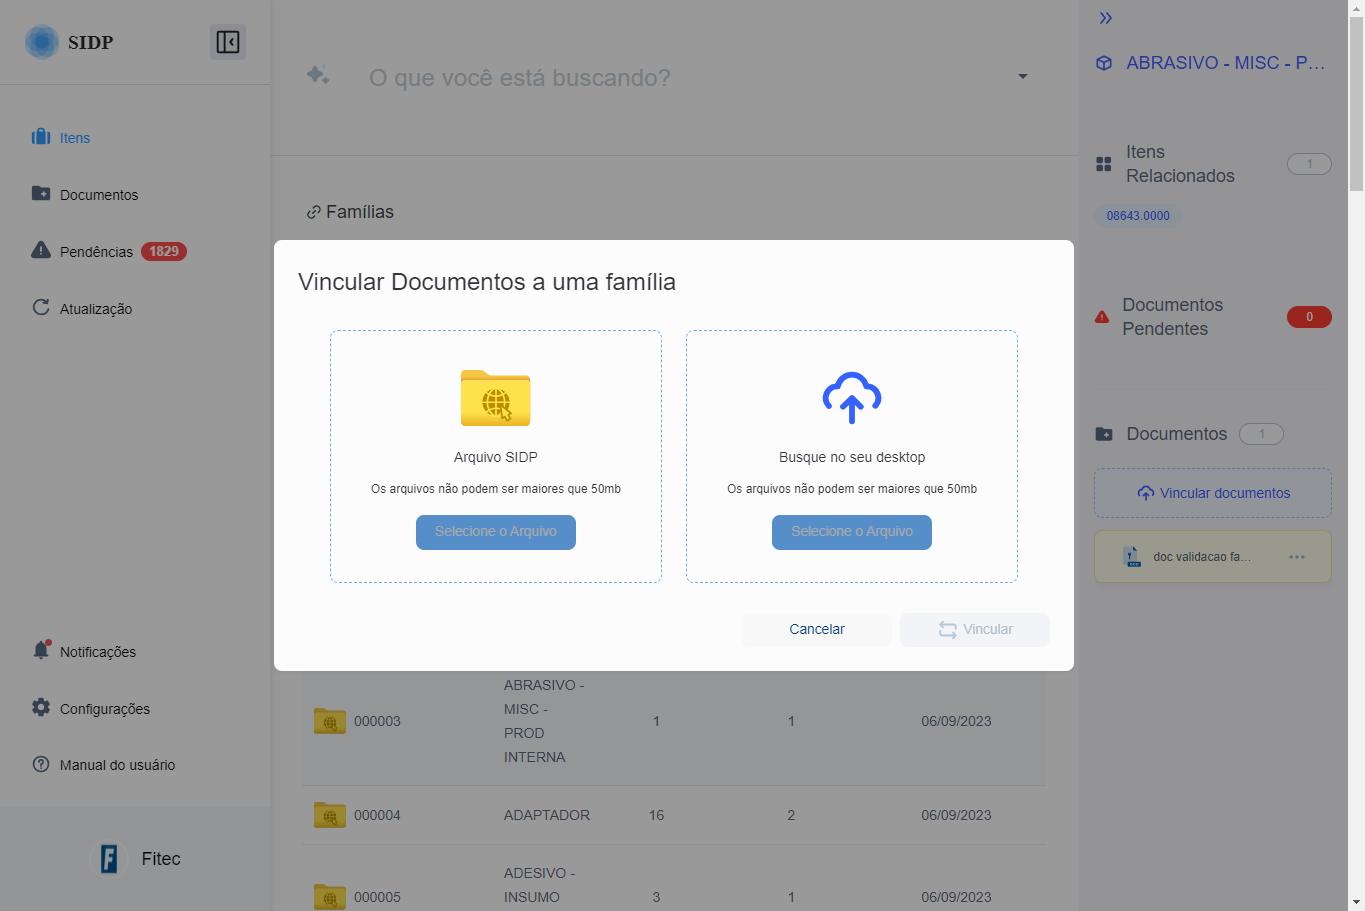 SIDP
Itens
Documentos
Pendências 1829
Atualização
Notificações
Configurações
Manual do usuário
Fitec
O que você está buscando?
Famílias
Vincular Documentos a uma família
Arquivo SIDP
Os arquivos não podem ser maiores que 50mb
Selecione o Arquivo
Busque no seu desktop
Os arquivos não podem ser maiores que 50mb
Selecione o Arquivo
Cancelar
Vincular
000003
ABRASIVO -
MISC -
PROD
INTERNA
1
1
06/09/2023
000004
ADAPTADOR
16
2
06/09/2023
000005
ADESIVO -
INSUMO
3
1
06/09/2023
ABRASIVO - MISC - P...
Itens
Relacionados
1
08643.0000
Documentos
Pendentes
0
Documentos
1
Vincular documentos
doc validacao fa...